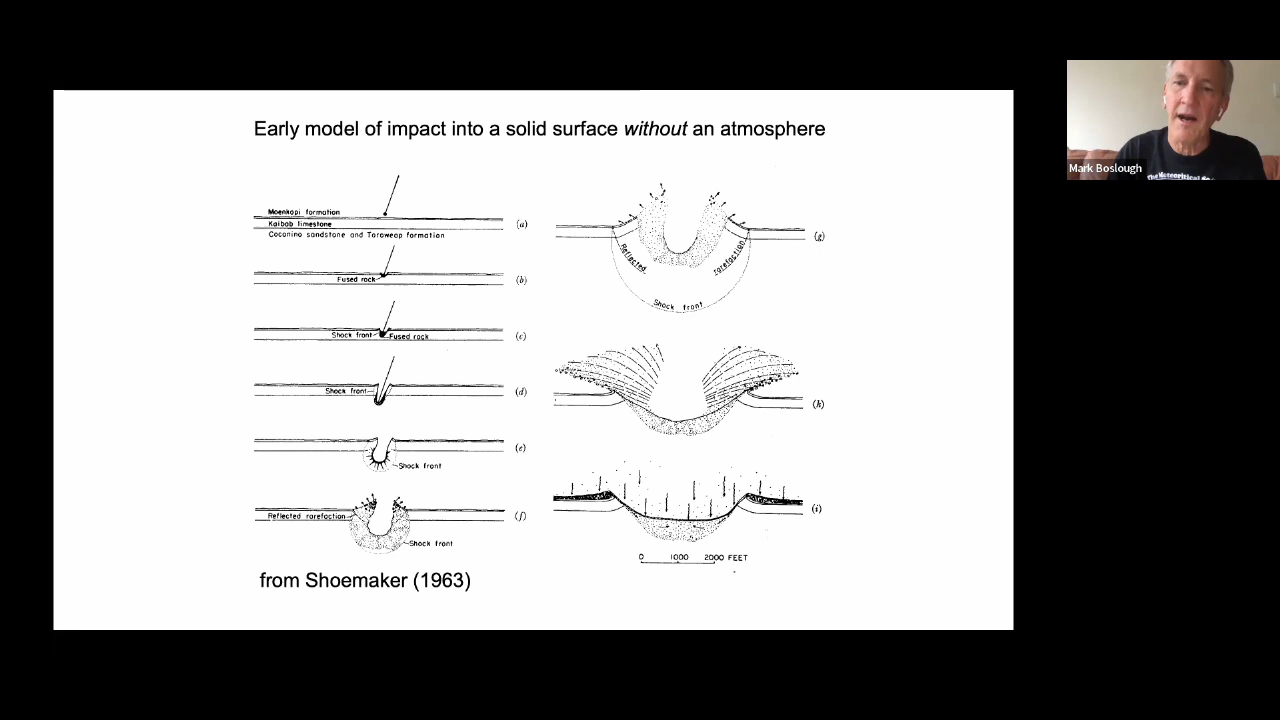 Early model of impact into a solid surface without an atmosphere
Moenkopi formation
Kaibab limestone
Coconino sandstone and Toroweap formation
(a)
Fused rock
(b)
Shock front
Fused rock
(c)
Shock front
(d)
(e)
Shock front
Reflected rarefaction
(f)
Shock front
Reflected
rarefaction
Shock front
(g)
(h)
(i)
0 1000 2000 FEET
from Shoemaker (1963)
Mark Boslough
The Meteoritical